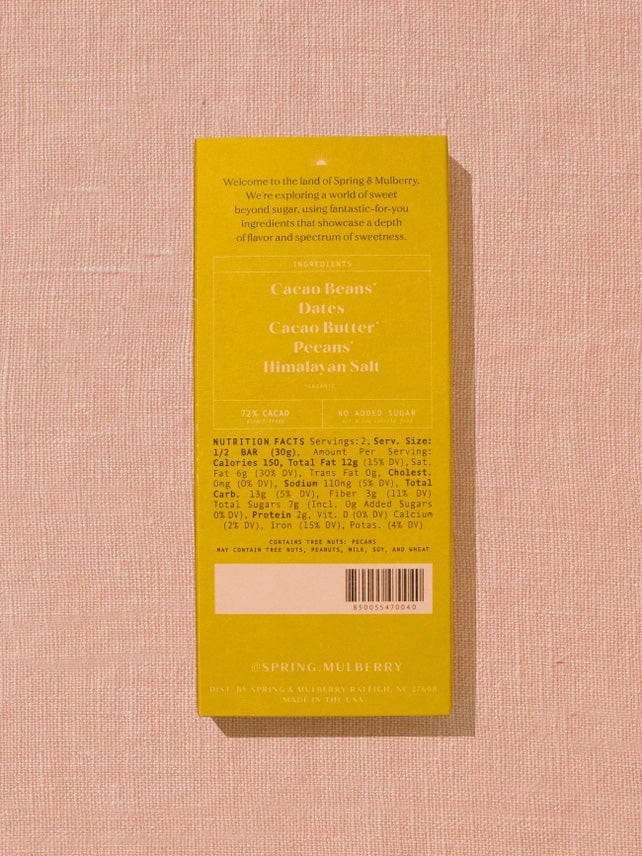 Welcome to the land of Spring & Mulberry.
We're exploring a world of sweet
beyond sugar, using fantastic-for-you
ingredients that showcase a depth
of flavor and spectrum of sweetness.
INGREDIENTS
Cacao Beans*
Dates
Cacao Butter*
Pecans*
Himalayan Salt
*ORGANIC
72% CACAO
NO ADDED SUGAR
NUTRITION FACTS Servings: 2, Serv. Size:
1/2 BAR (30g), Amount Per Serving:
Calories 150, Total Fat 12g (15% DV), Sat.
Fat 6g (30% DV), Trans Fat 0g, Cholest.
0mg (0% DV), Sodium 110mg (5% DV), Total
Carb. 13g (5% DV), Fiber 3g (11% DV)
Total Sugars 7g (Incl. 0g Added Sugars
0% DV), Protein 2g, Vit. D (0% DV) Calcium
(2% DV), Iron (15% DV), Potas. (4% DV)
CONTAINS TREE NUTS: PECANS
MAY CONTAIN TREE NUTS, PEANUTS, MILK, SOY, AND WHEAT
850055470040
@SPRING.MULBERRY
DIST. BY SPRING & MULBERRY RALEIGH, NC 27608
MADE IN THE USA